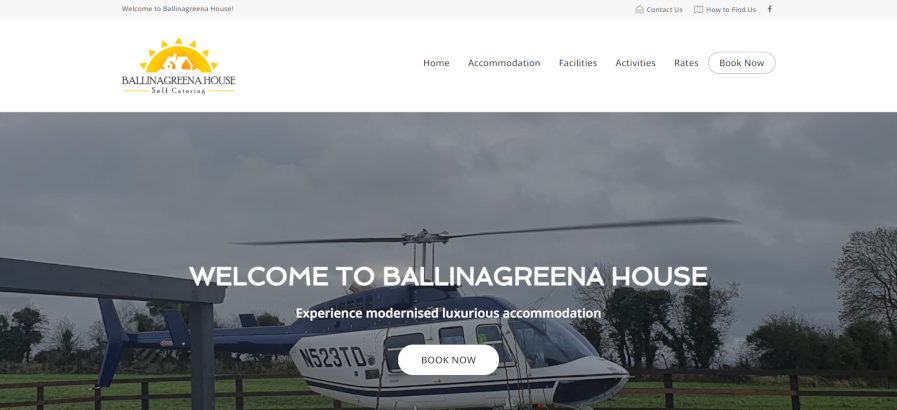 Welcome to Ballinagreena House!
Contact Us How to Find Us
BALLINAGREENA HOUSE
Self Catering
Home Accommodation Facilities Activities Rates Book Now
WELCOME TO BALLINAGREENA HOUSE
Experience modernised luxurious accommodation
N523TD
BOOK NOW